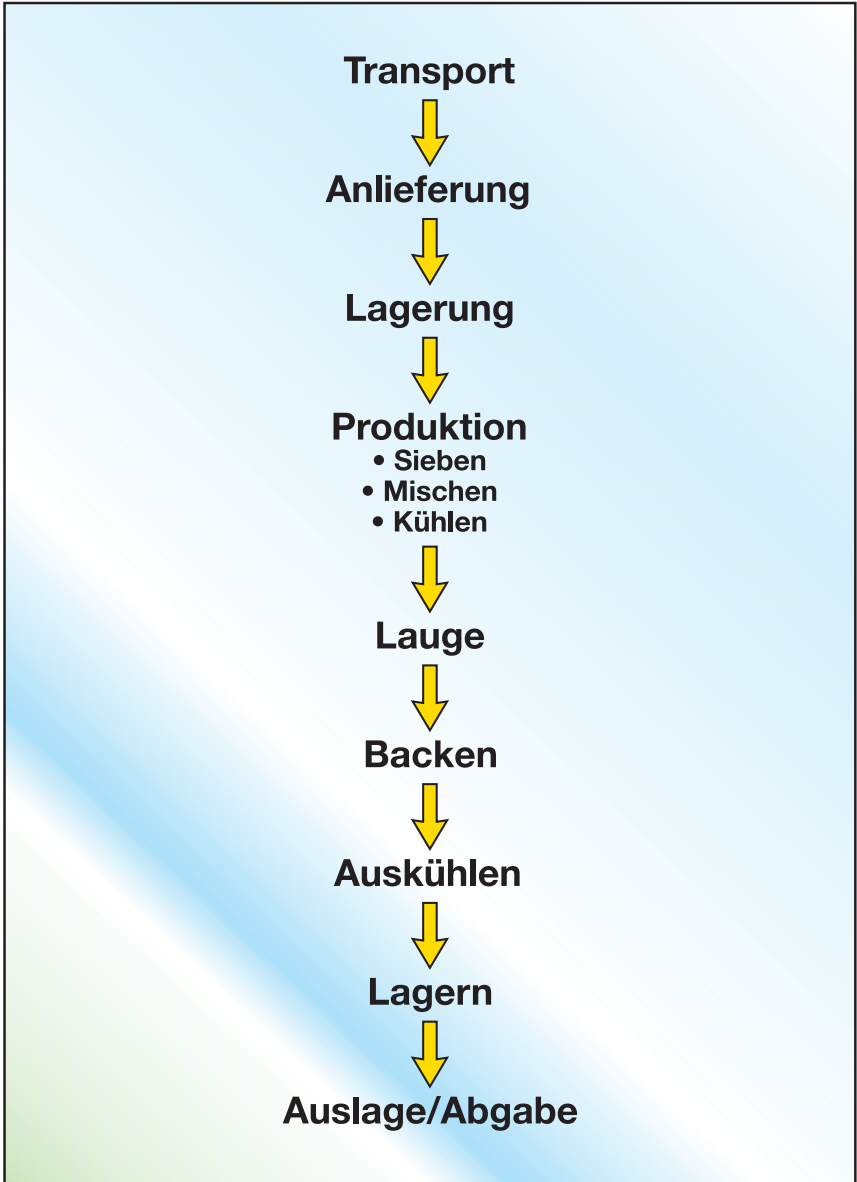 Transport
Anlieferung
Lagerung
Produktion
• Sieben
• Mischen
• Kühlen
Lauge
Backen
Auskühlen
Lagern
Auslage/Abgabe